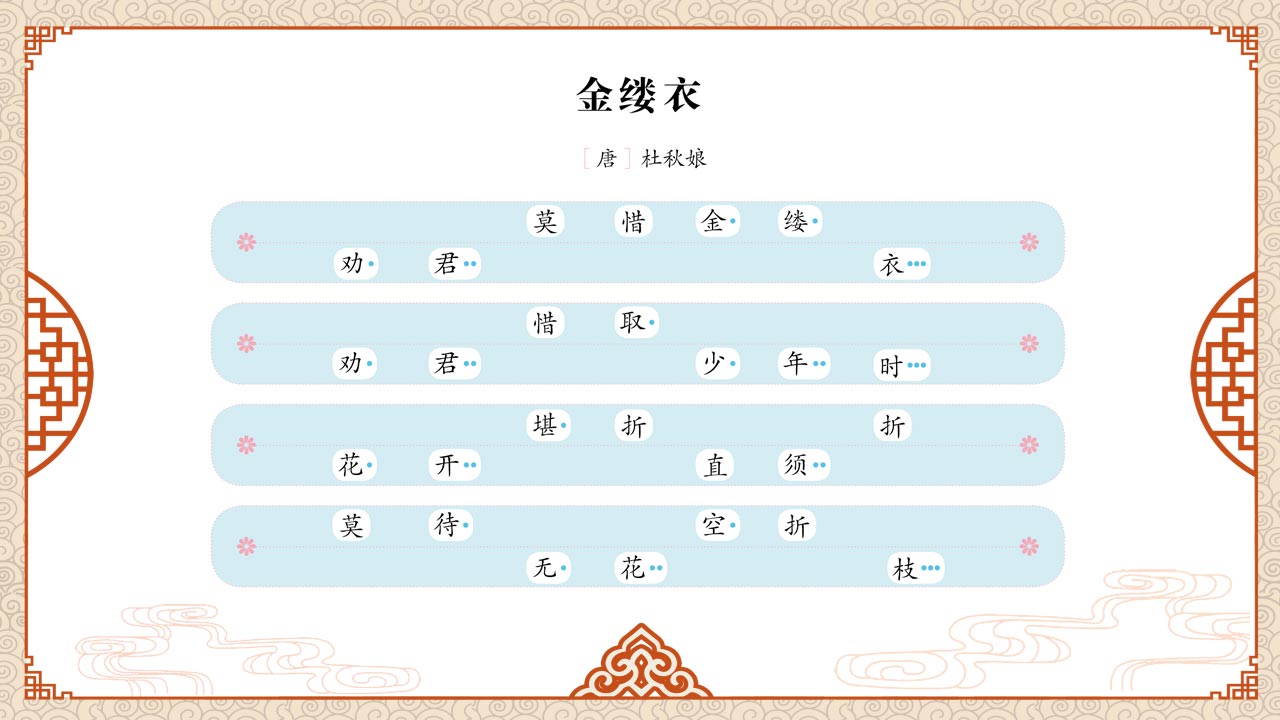 金缕衣
［唐］杜秋娘
劝君莫惜金缕衣
劝君惜取少年时
花开堪折直须折
莫待无花空折枝